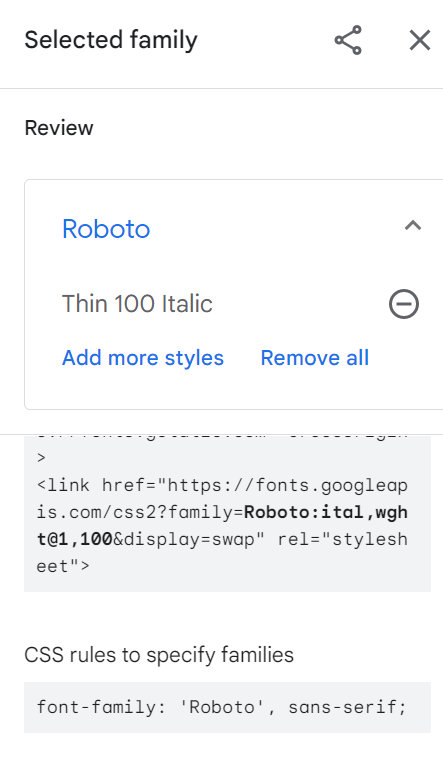 Selected family
Review
Roboto
Thin 100 Italic
Add more styles Remove all
>
<link href="https://fonts.googleap
is.com/css2?family=Roboto:ital,wgh
t@1,100&display=swap" rel="stylesh
eet">
CSS rules to specify families
font-family: 'Roboto', sans-serif;